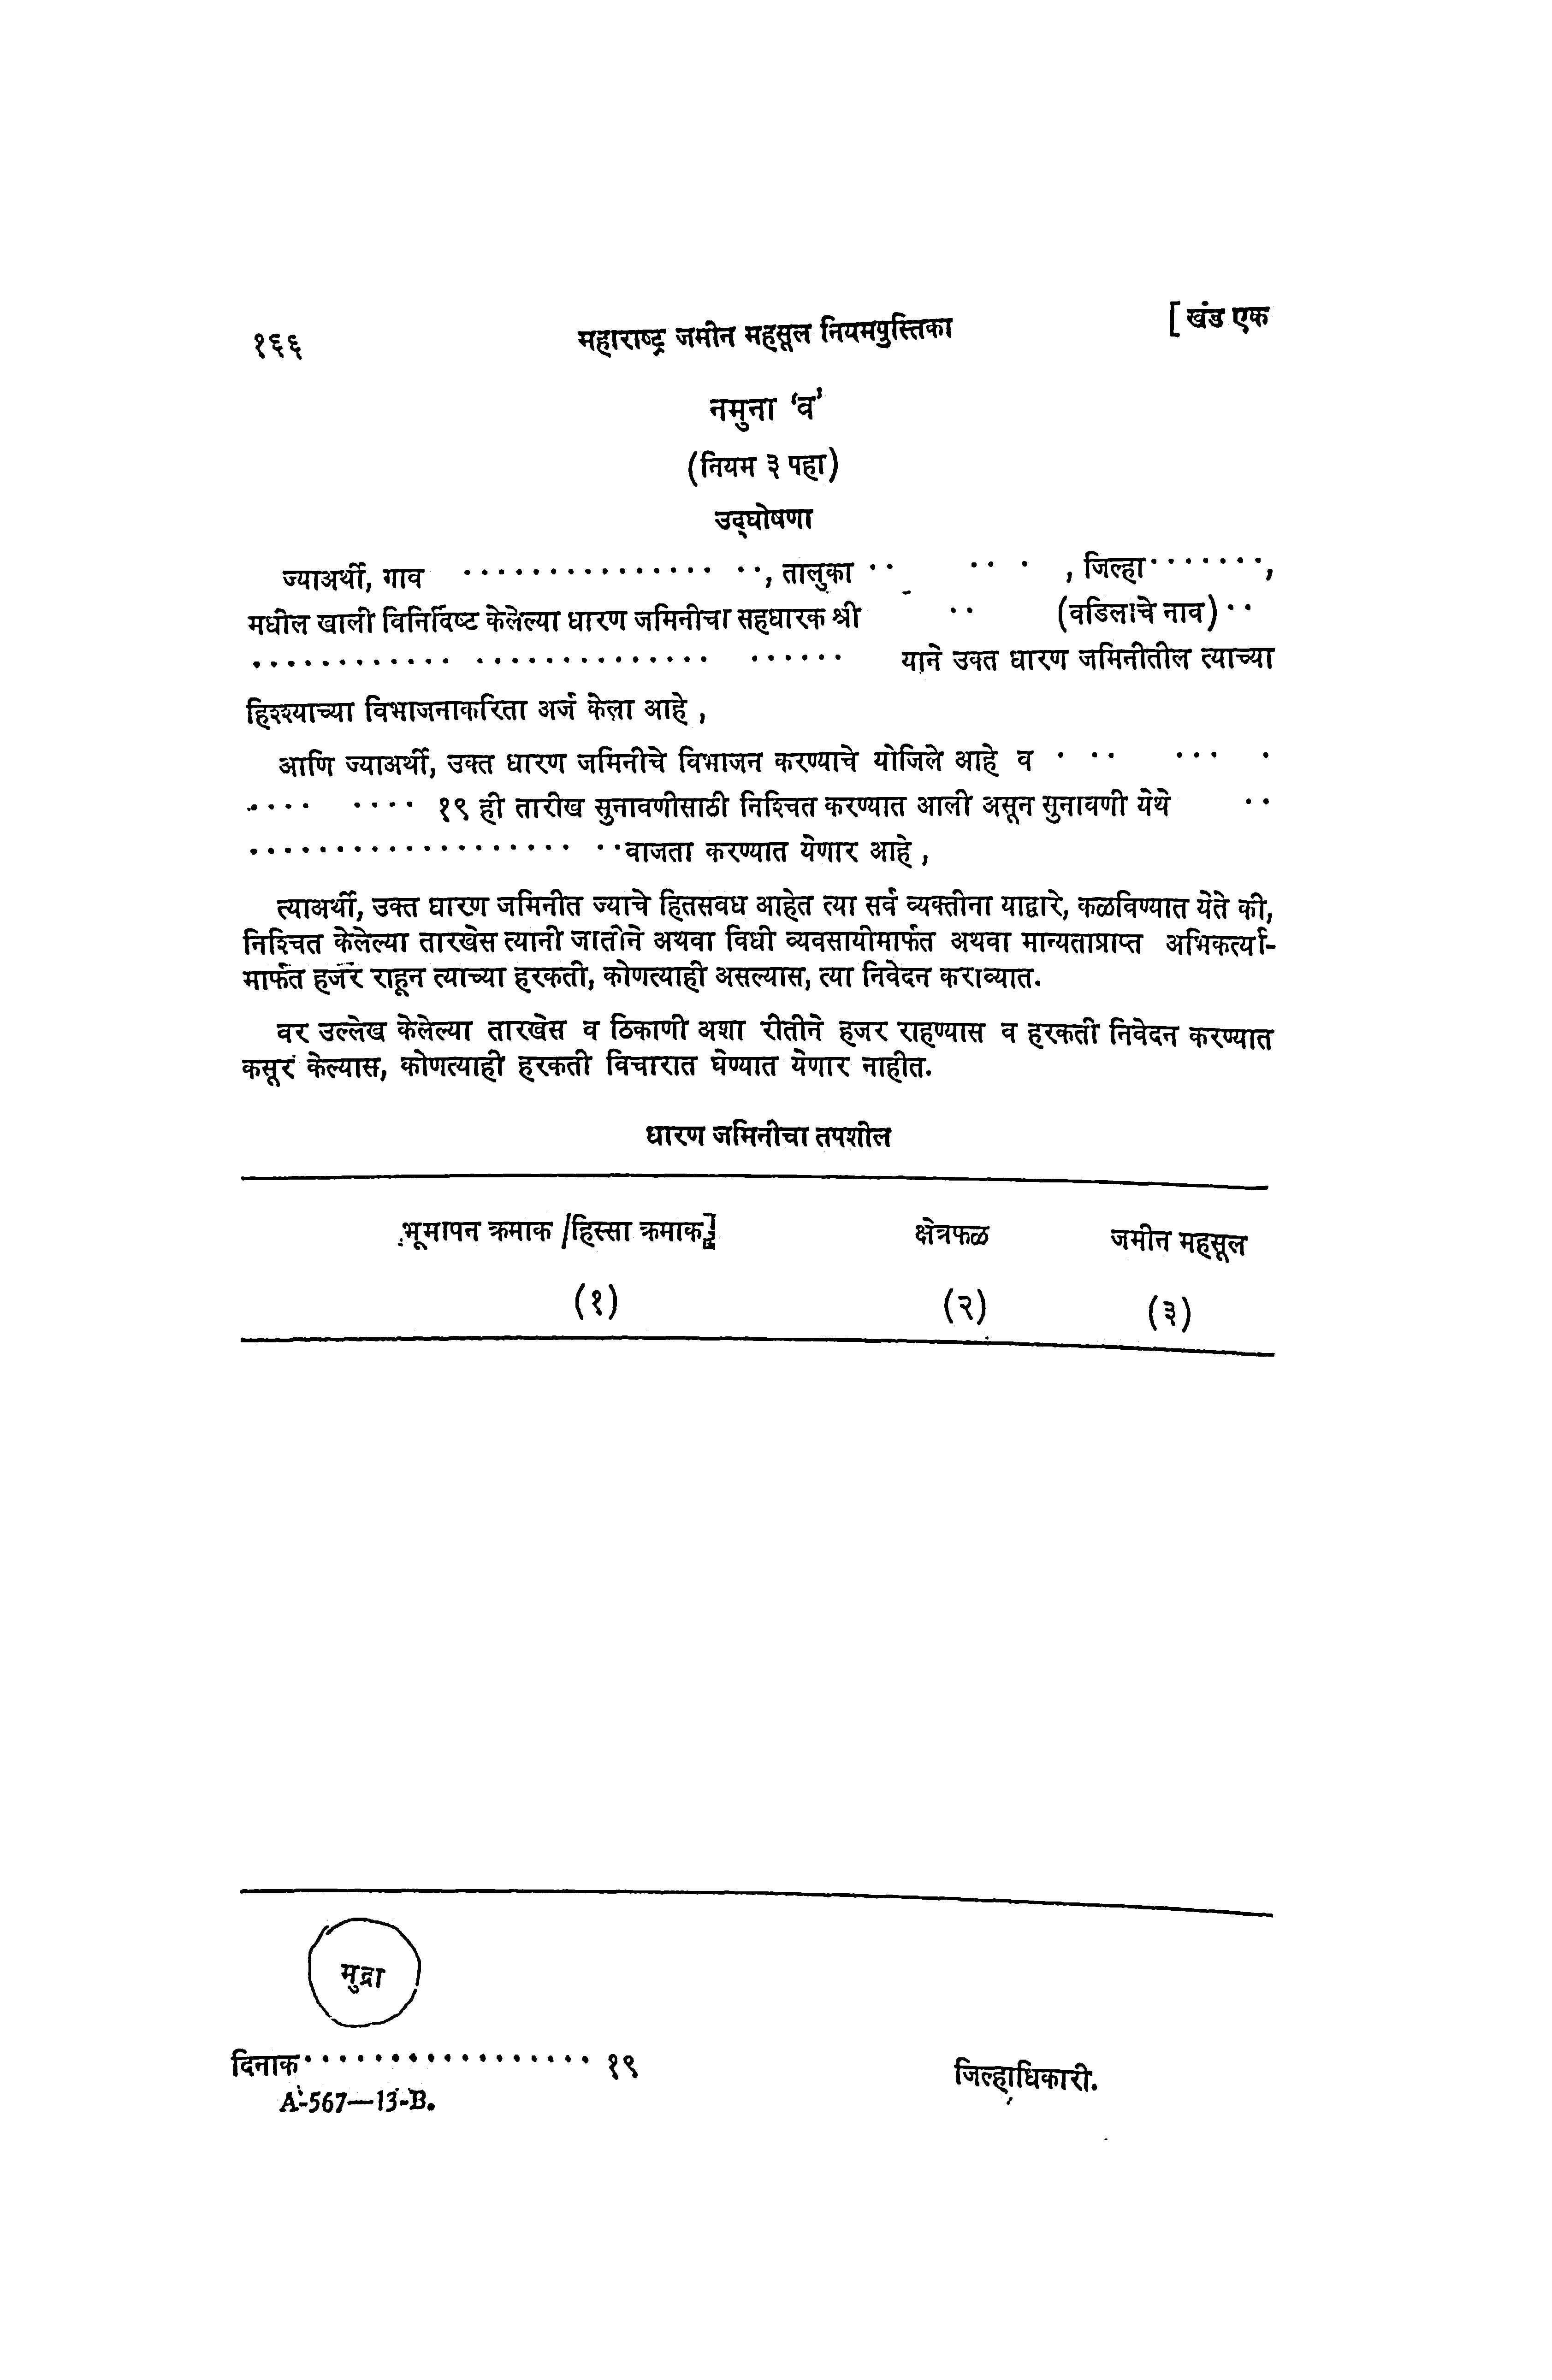 १६६ महाराष्ट्र जमीन महसूल नियमपुस्तिका [ खंड एक
नमुना ‘व’
(नियम ३ पहा)
उद्घोषणा
ज्याअर्थी, गाव .................., तालुका .. ... , जिल्हा.......,
मधील खाली विनिर्दिष्ट केलेल्या धारण जमिनीचा सहधारक श्री .. (वडिलाचे नाव)..
............ .............. ...... याने उक्त धारण जमिनीतील त्याच्या
हिश्श्याच्या विभाजनाकरिता अर्ज केला आहे ,
आणि ज्याअर्थी, उक्त धारण जमिनीचे विभाजन करण्याचे योजिले आहे व . .. ... .
.... .... १९ ही तारीख सुनावणीसाठी निश्चित करण्यात आली असून सुनावणी येथे ..
................... ..वाजता करण्यात येणार आहे ,
त्याअर्थी, उक्त धारण जमिनीत ज्याचे हितसवध आहेत त्या सर्व व्यक्तीना याद्वारे, कळविण्यात येते की,
निश्चित केलेल्या तारखेस त्यानी जातीने अथवा विधी व्यवसायीमार्फत अथवा मान्यताप्राप्त अभिकर्त्या-
मार्फत हजर राहून त्याच्या हरकती, कोणत्याही असल्यास, त्या निवेदन कराव्यात.
वर उल्लेख केलेल्या तारखेस व ठिकाणी अशा रीतीने हजर राहण्यास व हरकती निवेदन करण्यात
कसूर केल्यास, कोणत्याही हरकती विचारात घेण्यात येणार नाहीत.
धारण जमिनीचा तपशील
भूमापन क्रमाक /हिस्सा क्रमाक क्षेत्रफळ जमीन महसूल
(१) (२) (३)
मुद्रा
दिनाक................. १९ जिल्हाधिकारी.
A-567—13-B.